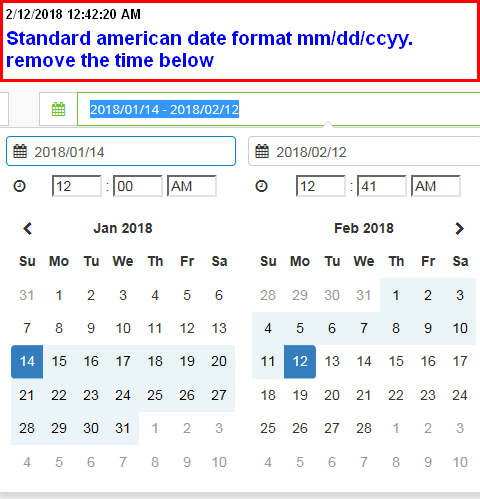 2/12/2018 12:42:20 AM
Standard american date format mm/dd/ccyy.
remove the time below
2018/01/14 - 2018/02/12
2018/01/14 2018/02/12
12 : 00 AM 12 : 41 AM
Jan 2018 Feb 2018
Su Mo Tu We Th Fr Sa Su Mo Tu We Th Fr Sa
31 1 2 3 4 5 6 28 29 30 31 1 2 3
7 8 9 10 11 12 13 4 5 6 7 8 9 10
14 15 16 17 18 19 20 11 12 13 14 15 16 17
21 22 23 24 25 26 27 18 19 20 21 22 23 24
28 29 30 31 1 2 3 25 26 27 28 1 2 3
4 5 6 7 8 9 10 4 5 6 7 8 9 10